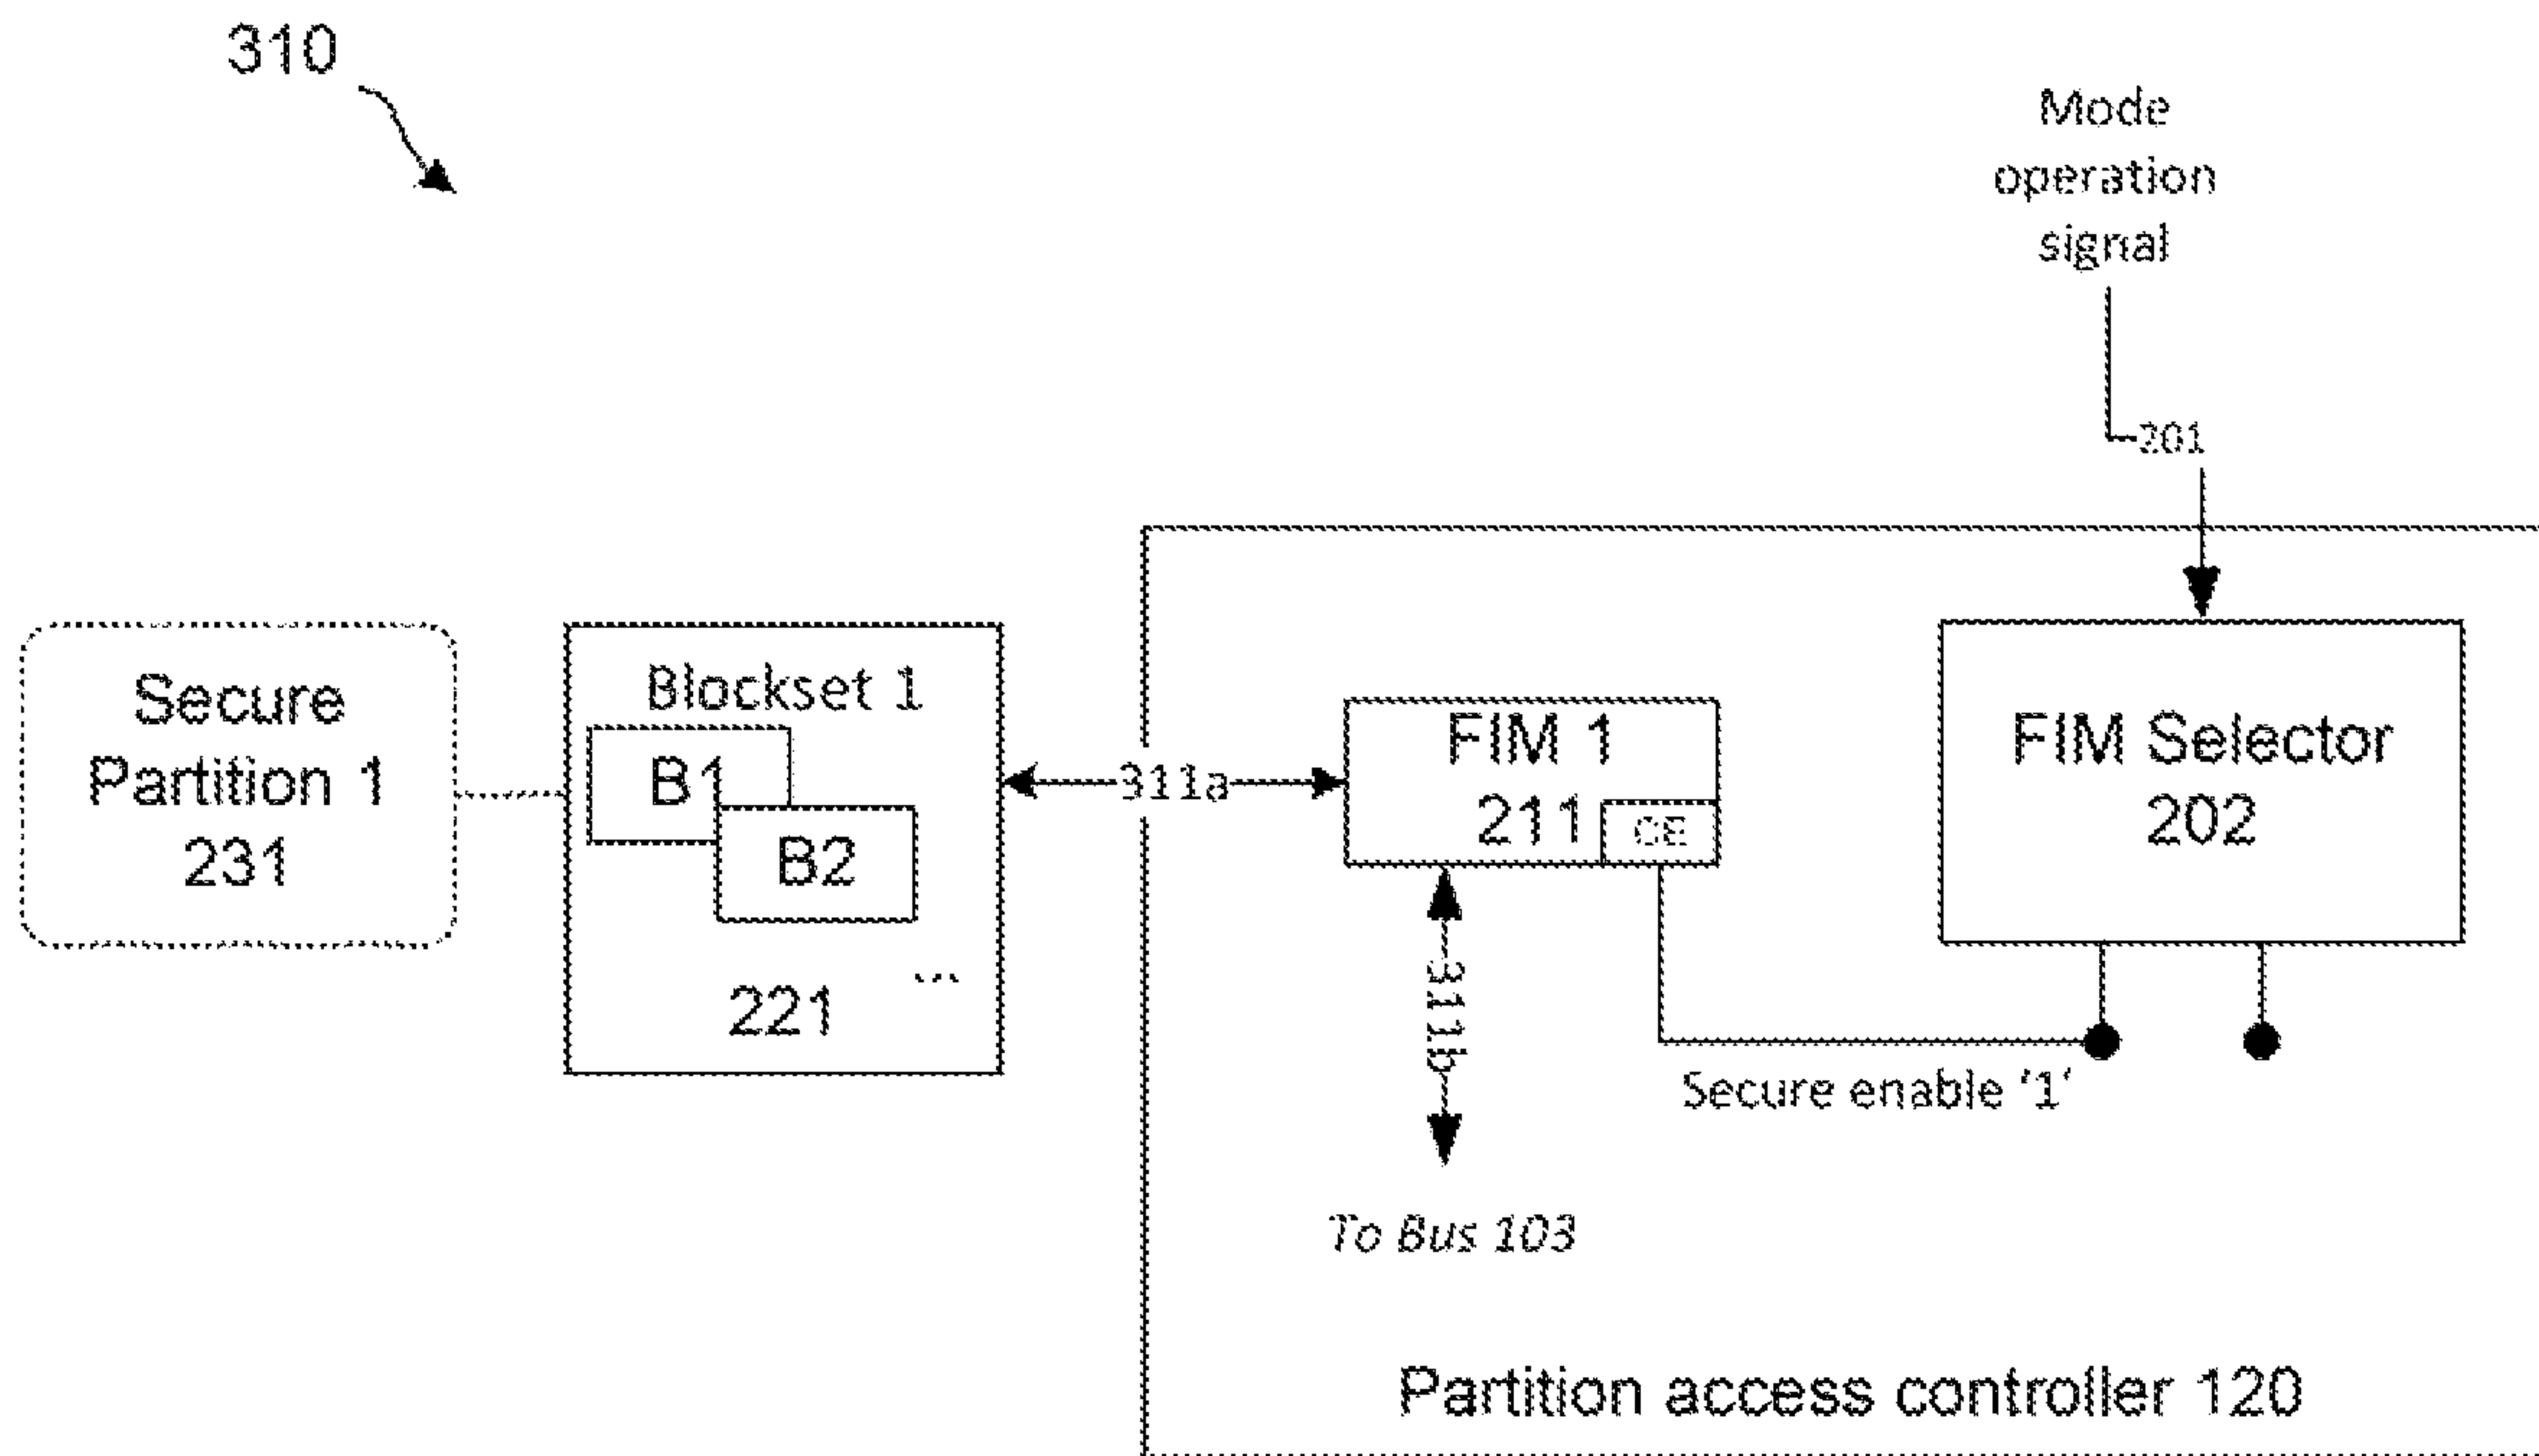 310
Mode
operation
signal
201
Secure
Partition 1
231
Blockset 1
B1
B2
...
221
311a
FIM 1
211
CE
311b
To Bus 103
FIM Selector
202
Secure enable '1'
Partition access controller 120